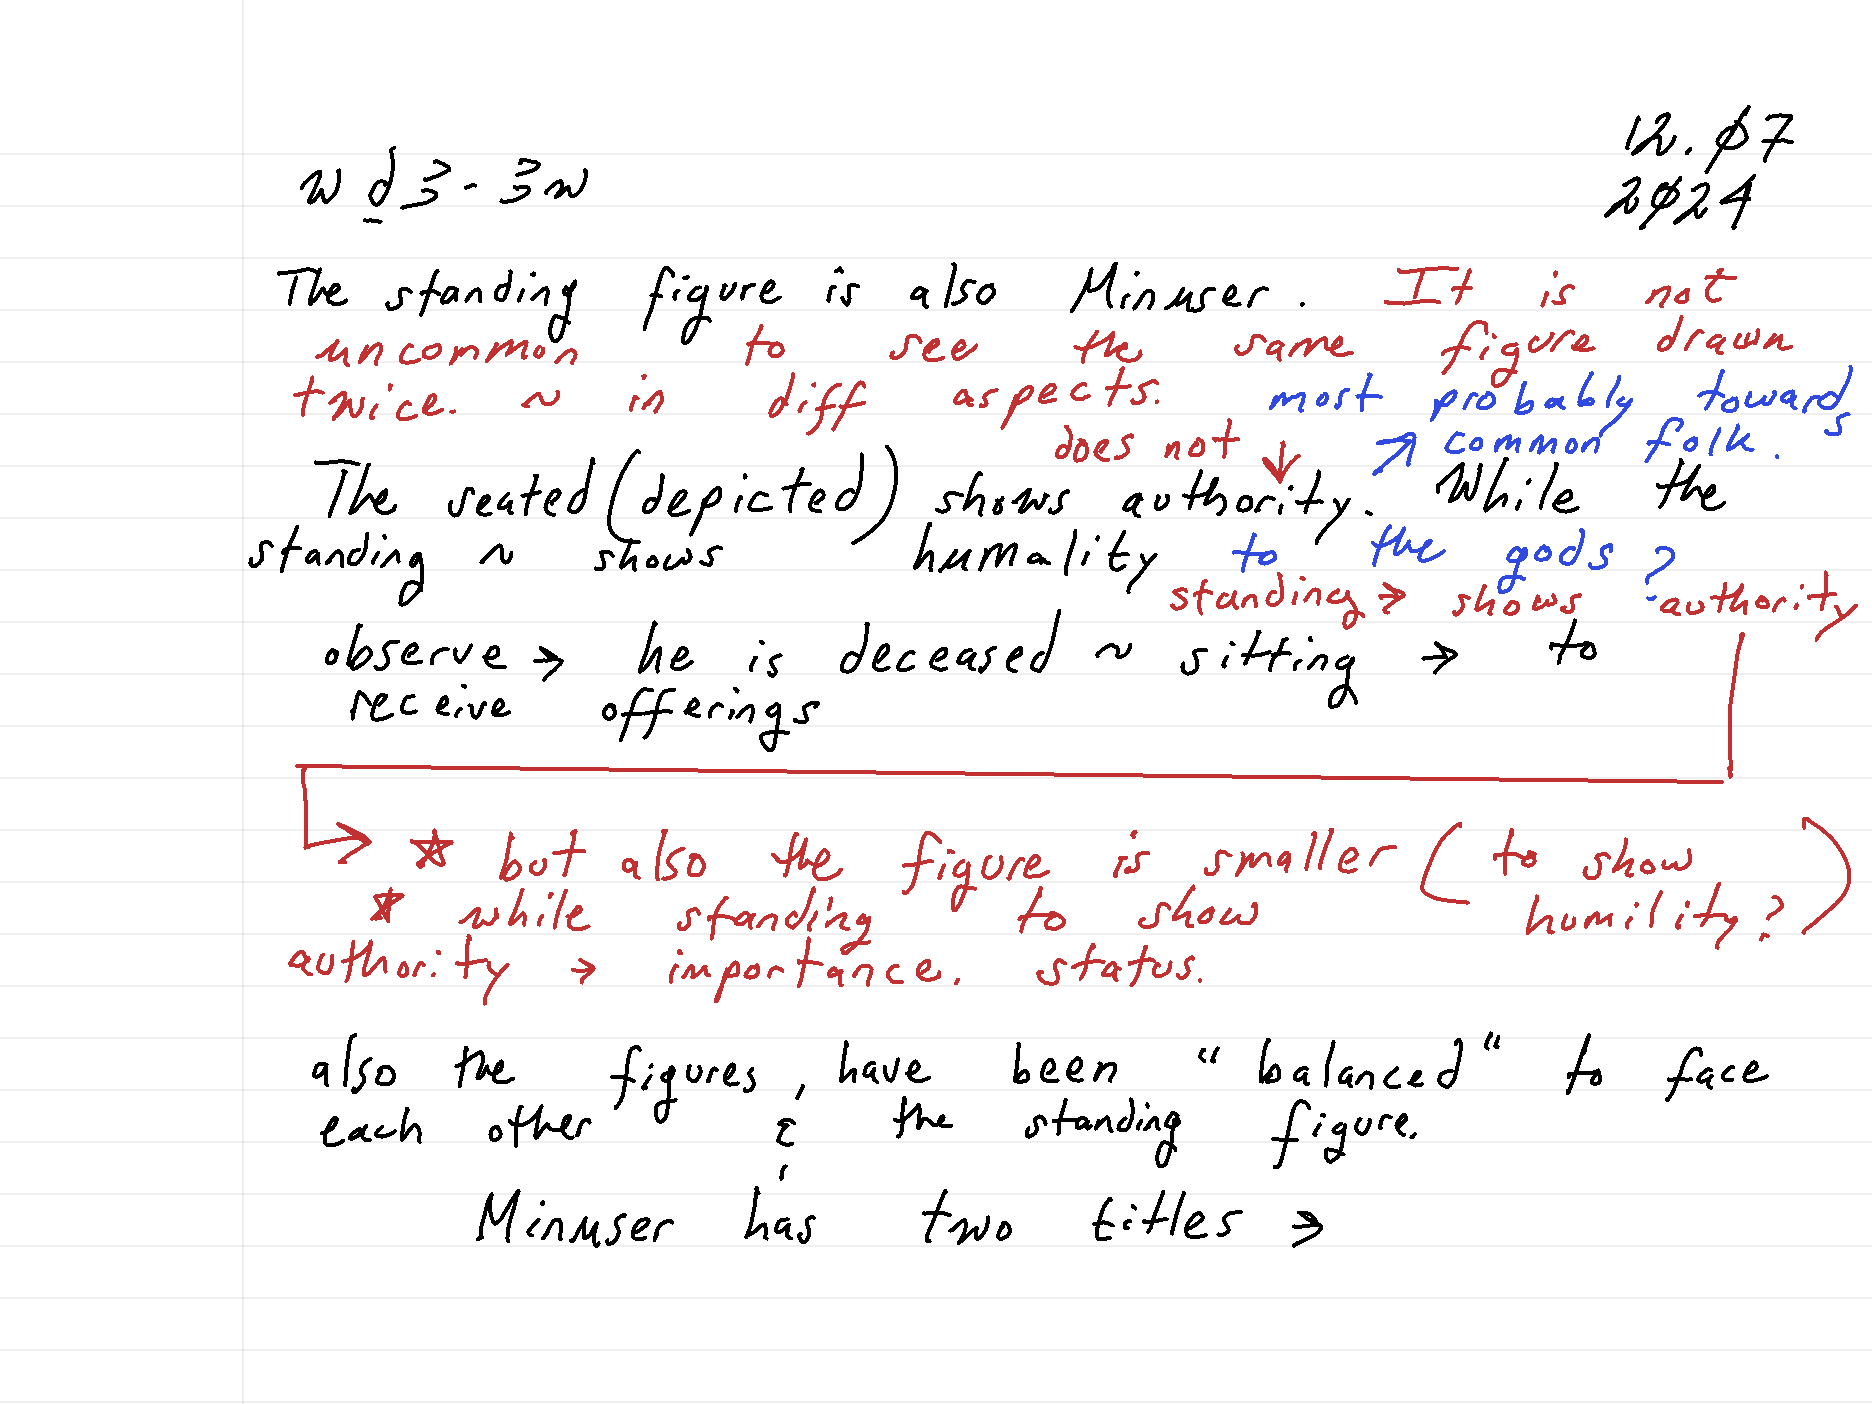 12.07
2024
wḏ3-3w
The standing figure is also Minuser. It is not
uncommon to see the same figure drawn
twice. ~ in diff aspects. most probably towards
does not ↓ ↗ common folk.
The seated (depicted) shows authority. While the
standing ~ shows humality to the gods?
standing → shows authority
observe → he is deceased ~ sitting → to
receive offerings
→ ☆ but also the figure is smaller (to show
humility?)
☆ while standing to show
authority → importance. status.
also the figures, have been “balanced“ to face
each other & the standing figure.
Minuser has two titles →